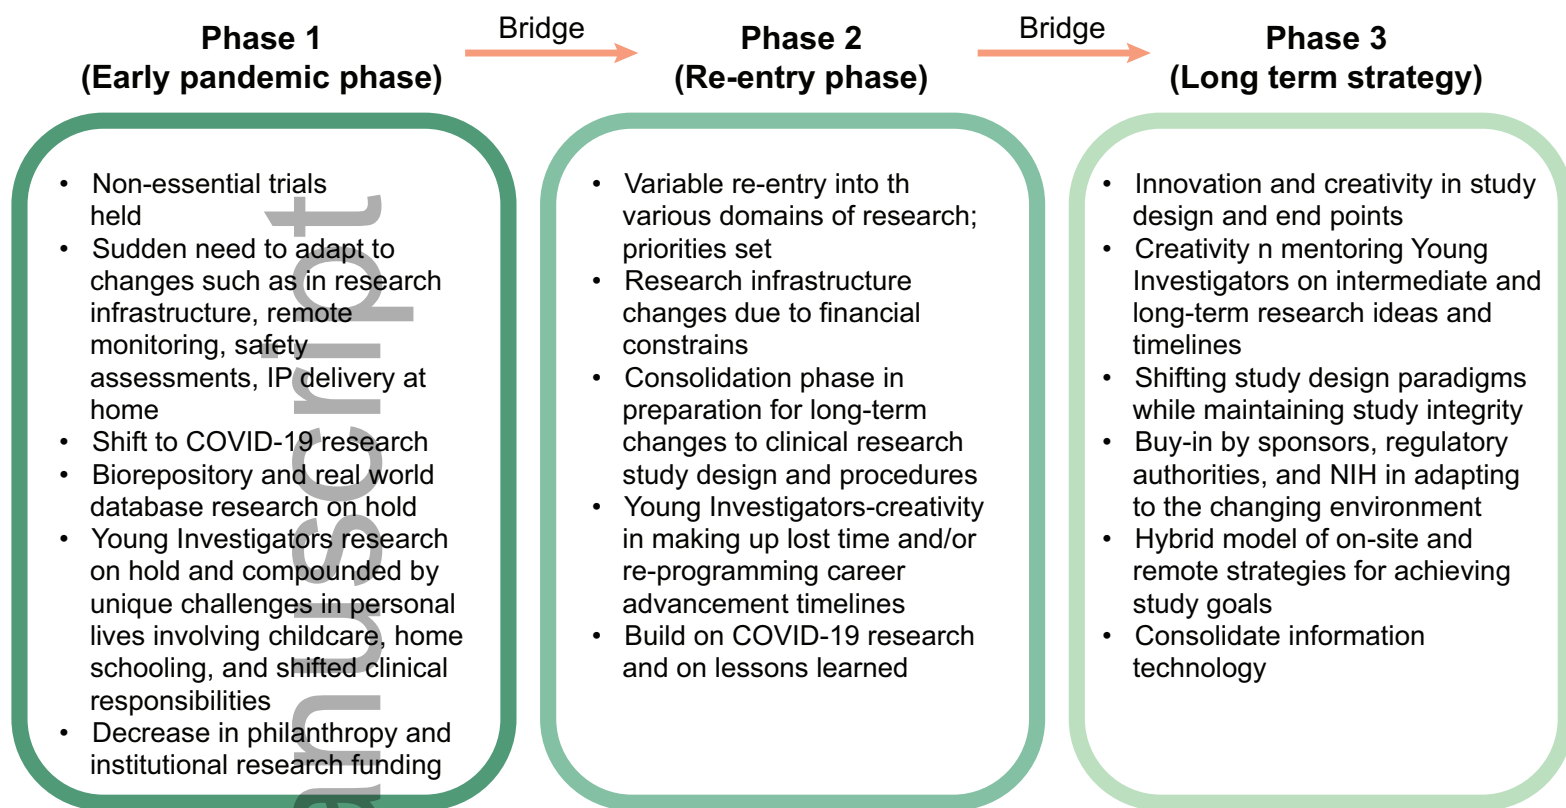 Phase 1
(Early pandemic phase)
Bridge
Phase 2
(Re-entry phase)
Bridge
Phase 3
(Long term strategy)
• Non-essential trials
held
• Sudden need to adapt to
changes such as in research
infrastructure, remote
monitoring, safety
assessments, IP delivery at
home
• Shift to COVID-19 research
• Biorepository and real world
database research on hold
• Young Investigators research
on hold and compounded by
unique challenges in personal
lives involving childcare, home
schooling, and shifted clinical
responsibilities
• Decrease in philanthropy and
institutional research funding
• Variable re-entry into th
various domains of research;
priorities set
• Research infrastructure
changes due to financial
constrains
• Consolidation phase in
preparation for long-term
changes to clinical research
study design and procedures
• Young Investigators-creativity
in making up lost time and/or
re-programming career
advancement timelines
• Build on COVID-19 research
and on lessons learned
• Innovation and creativity in study
design and end points
• Creativity n mentoring Young
Investigators on intermediate and
long-term research ideas and
timelines
• Shifting study design paradigms
while maintaining study integrity
• Buy-in by sponsors, regulatory
authorities, and NIH in adapting
to the changing environment
• Hybrid model of on-site and
remote strategies for achieving
study goals
• Consolidate information
technology
anuscript